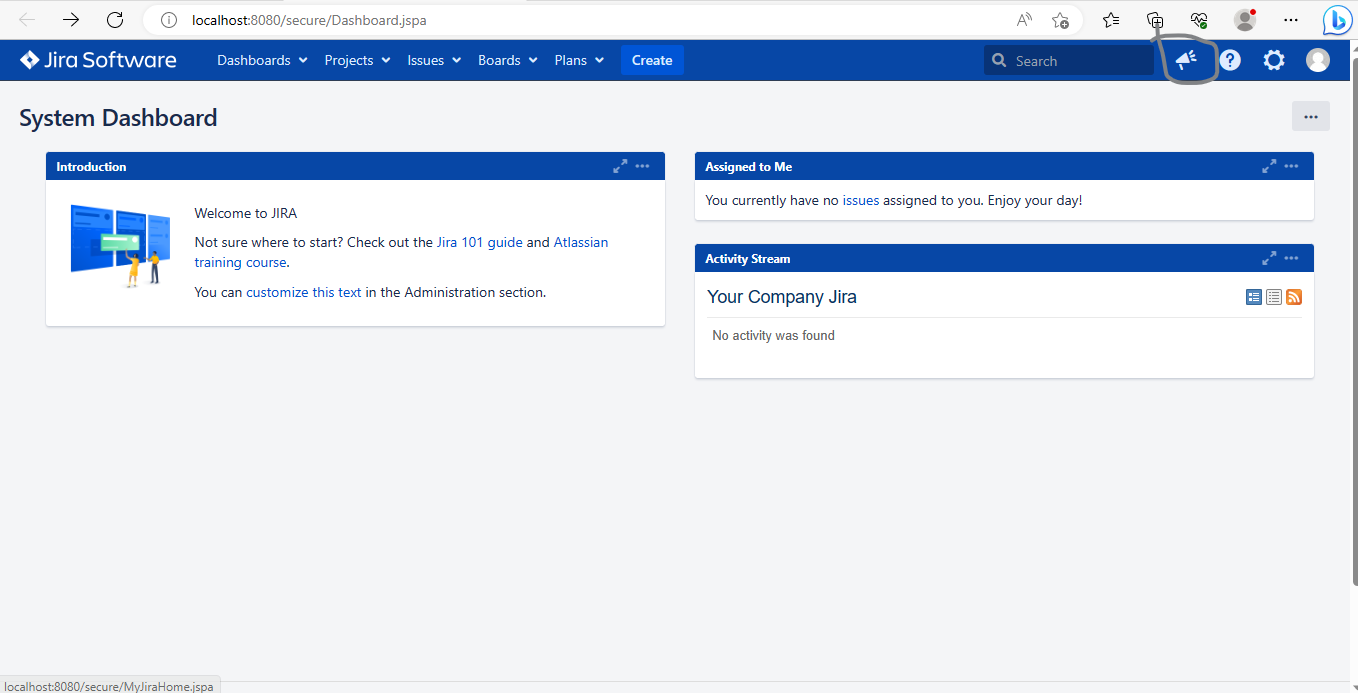 localhost:8080/secure/Dashboard.jspa
Jira Software Dashboards Projects Issues Boards Plans Create Search
System Dashboard
Introduction
Welcome to JIRA
Not sure where to start? Check out the Jira 101 guide and Atlassian
training course.
You can customize this text in the Administration section.
Assigned to Me
You currently have no issues assigned to you. Enjoy your day!
Activity Stream
Your Company Jira
No activity was found
localhost:8080/secure/MyJiraHome.jspa